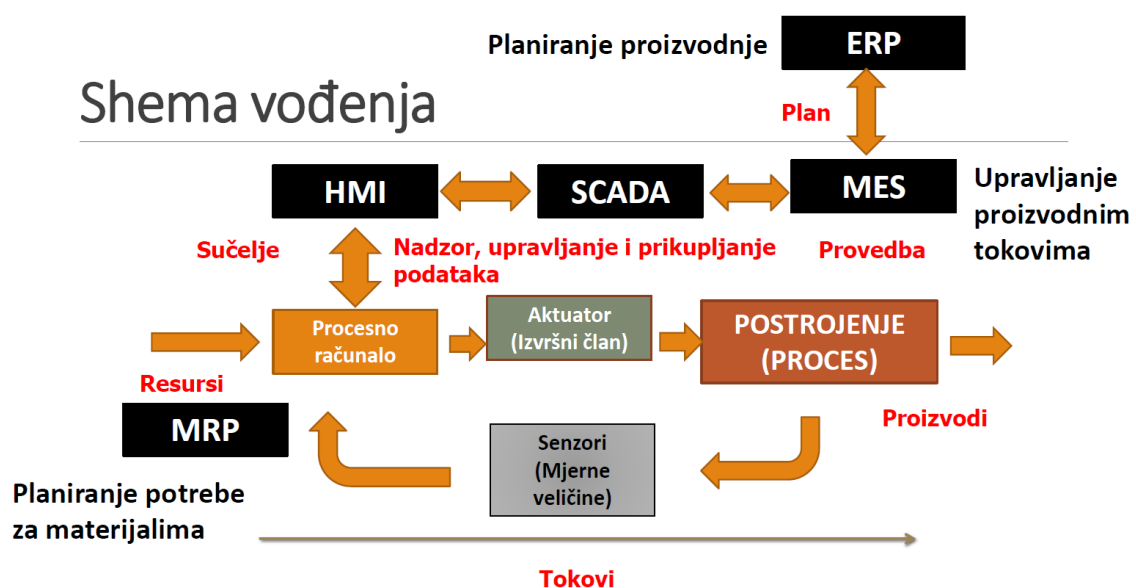 Planiranje proizvodnje
ERP
Shema vođenja
Plan
HMI
SCADA
MES
Upravljanje
proizvodnim
tokovima
Sučelje
Nadzor, upravljanje i prikupljanje
podataka
Provedba
Procesno
računalo
Aktuator
(Izvršni član)
POSTROJENJE
(PROCES)
Resursi
MRP
Proizvodi
Senzori
(Mjerne
veličine)
Planiranje potrebe
za materijalima
Tokovi